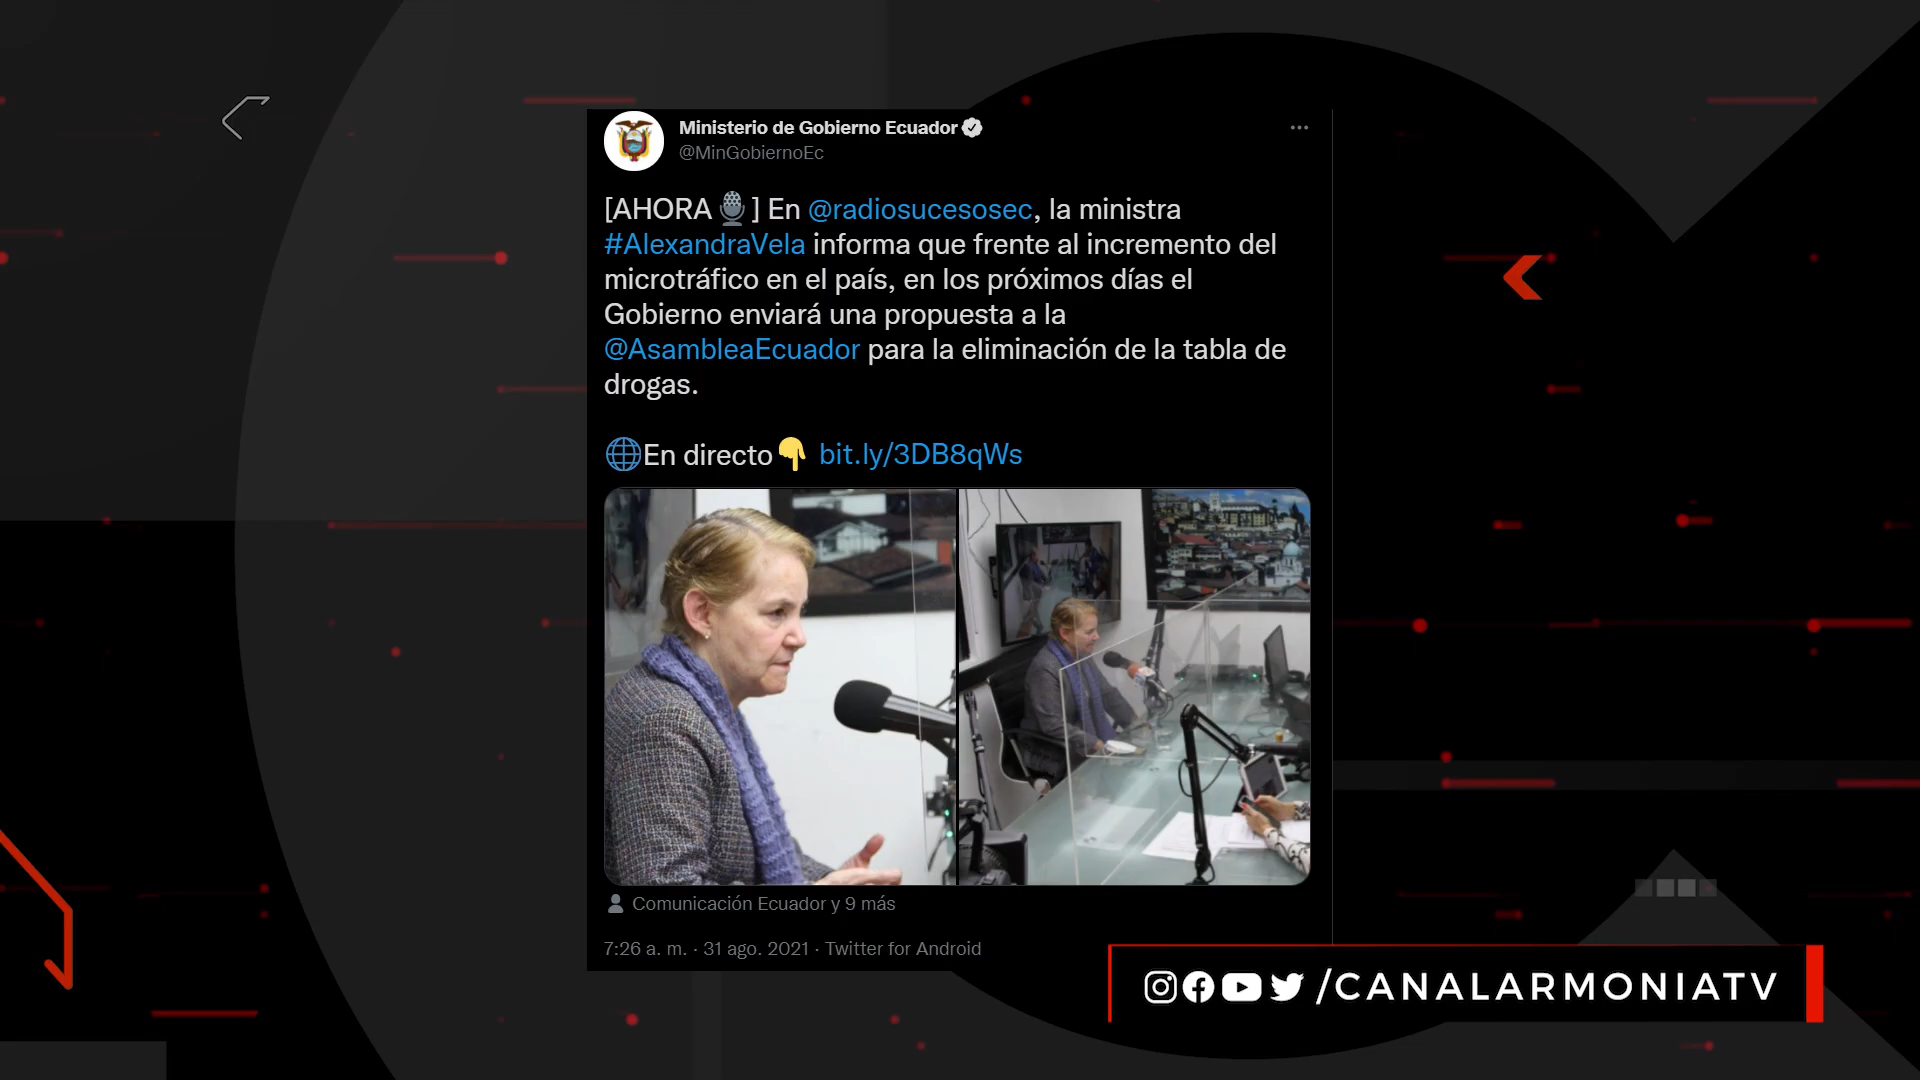 Ministerio de Gobierno Ecuador
@MinGobiernoEc
[AHORA🎙️] En @radiosucesosec, la ministra
#AlexandraVela informa que frente al incremento del
microtráfico en el país, en los próximos días el
Gobierno enviará una propuesta a la
@AsambleaEcuador para la eliminación de la tabla de
drogas.
🌐En directo👇 bit.ly/3DB8qWs
Comunicación Ecuador y 9 más
7:26 a. m. · 31 ago. 2021 · Twitter for Android
/CANALARMONIATV